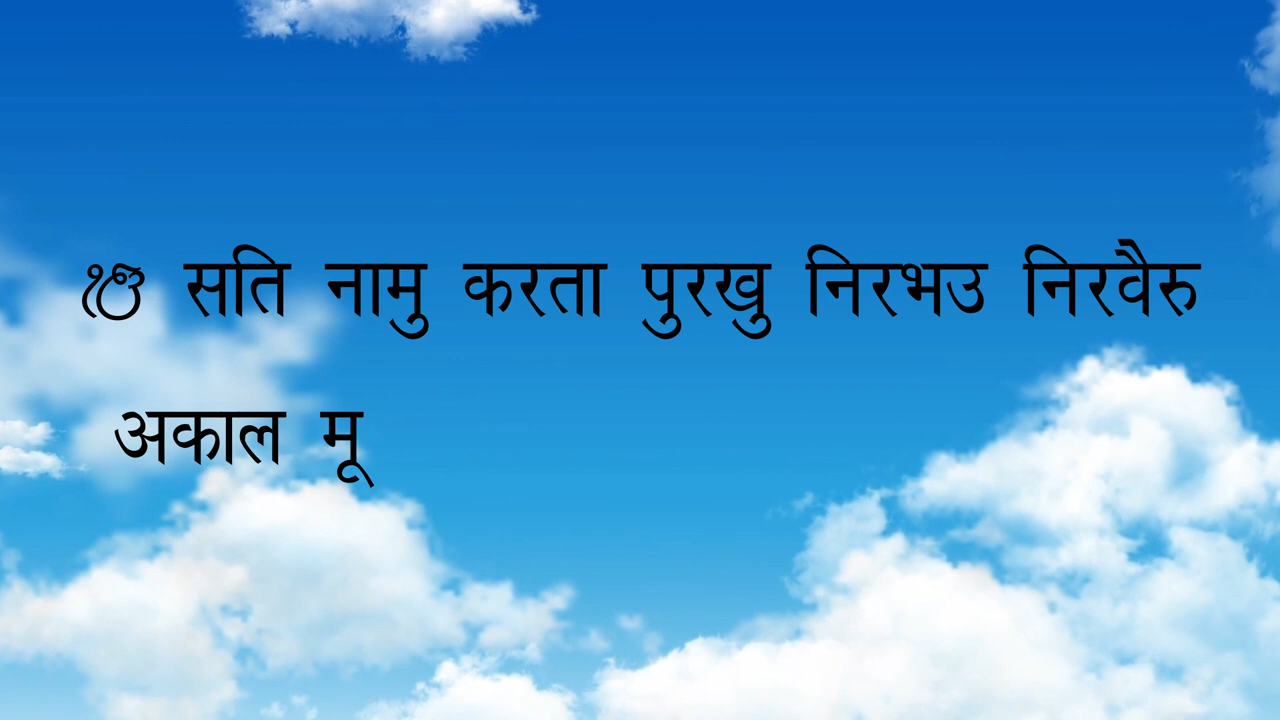 ੴ सति नामु करता पुरखु निरभउ निरवैरु
अकाल मू